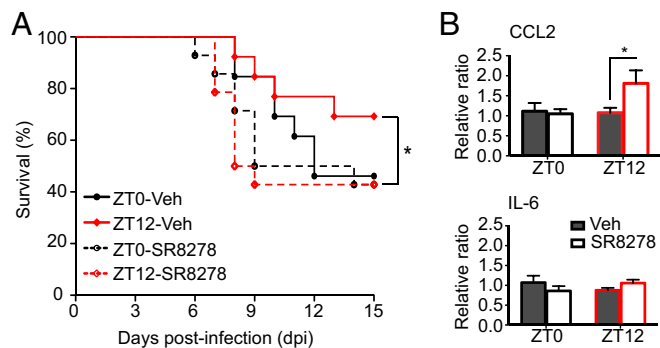 A
100
80
60
40
20
0
Survival (%)
*
ZT0-Veh
ZT12-Veh
ZT0-SR8278
ZT12-SR8278
0 3 6 9 12 15
Days post-infection (dpi)
B
CCL2
2.5
2.0
1.5
1.0
0.5
0.0
Relative ratio
*
ZT0 ZT12
IL-6
2.5
2.0
1.5
1.0
0.5
0.0
Relative ratio
Veh
SR8278
ZT0 ZT12